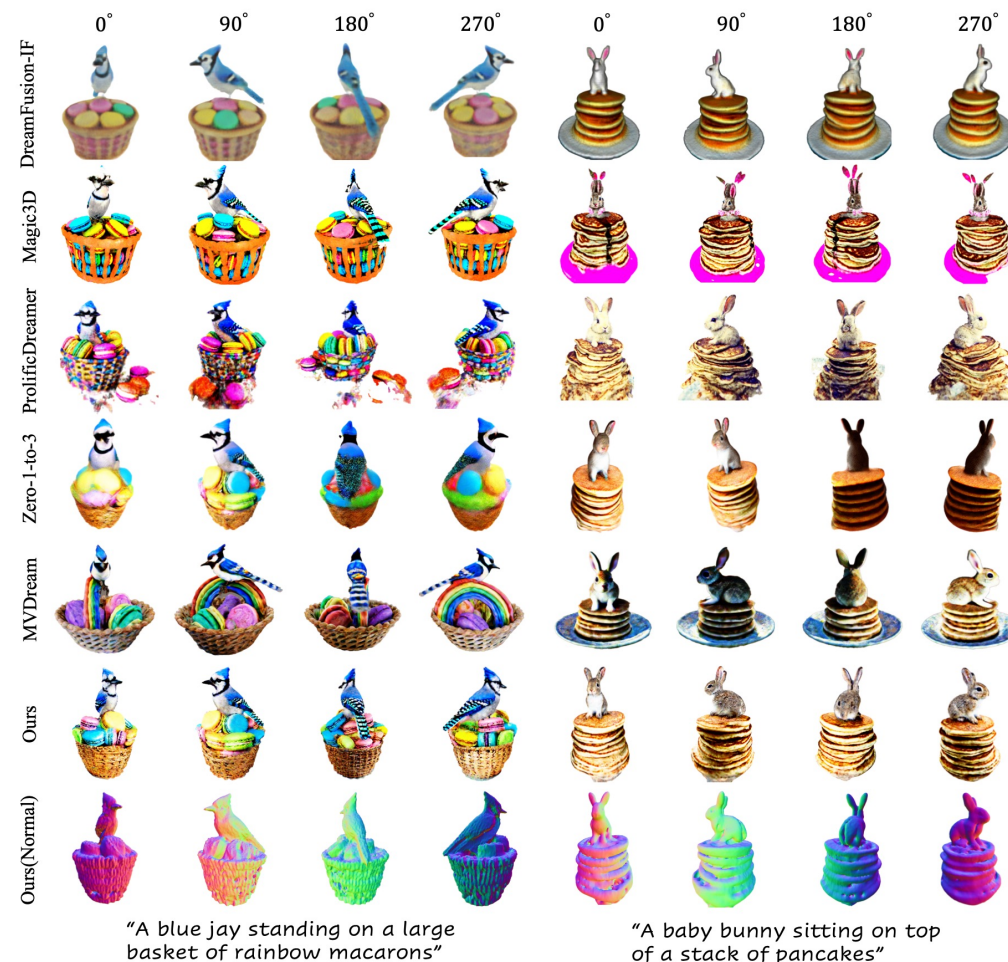 0° 90° 180° 270° 0° 90° 180° 270°
DreamFusion-IF
Magic3D
ProlificDreamer
Zero-1-to-3
MVDream
Ours
Ours(Normal)
“A blue jay standing on a large
basket of rainbow macarons”
“A baby bunny sitting on top
of a stack of pancakes”